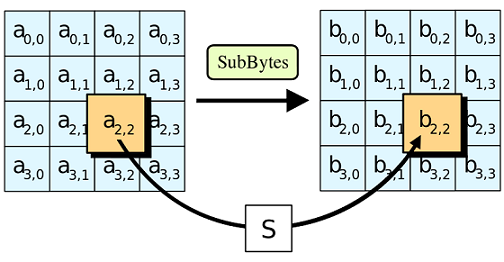 a0,0 a0,1 a0,2 a0,3 b0,0 b0,1 b0,2 b0,3
SubBytes
a1,0 a1,1 a1,2 a1,3 b1,0 b1,1 b1,2 b1,3
a2,0 a2,1 a2,2 a2,3 b2,0 b2,1 b2,2 b2,3
a3,0 a3,1 a3,2 a3,3 b3,0 b3,1 b3,2 b3,3
S